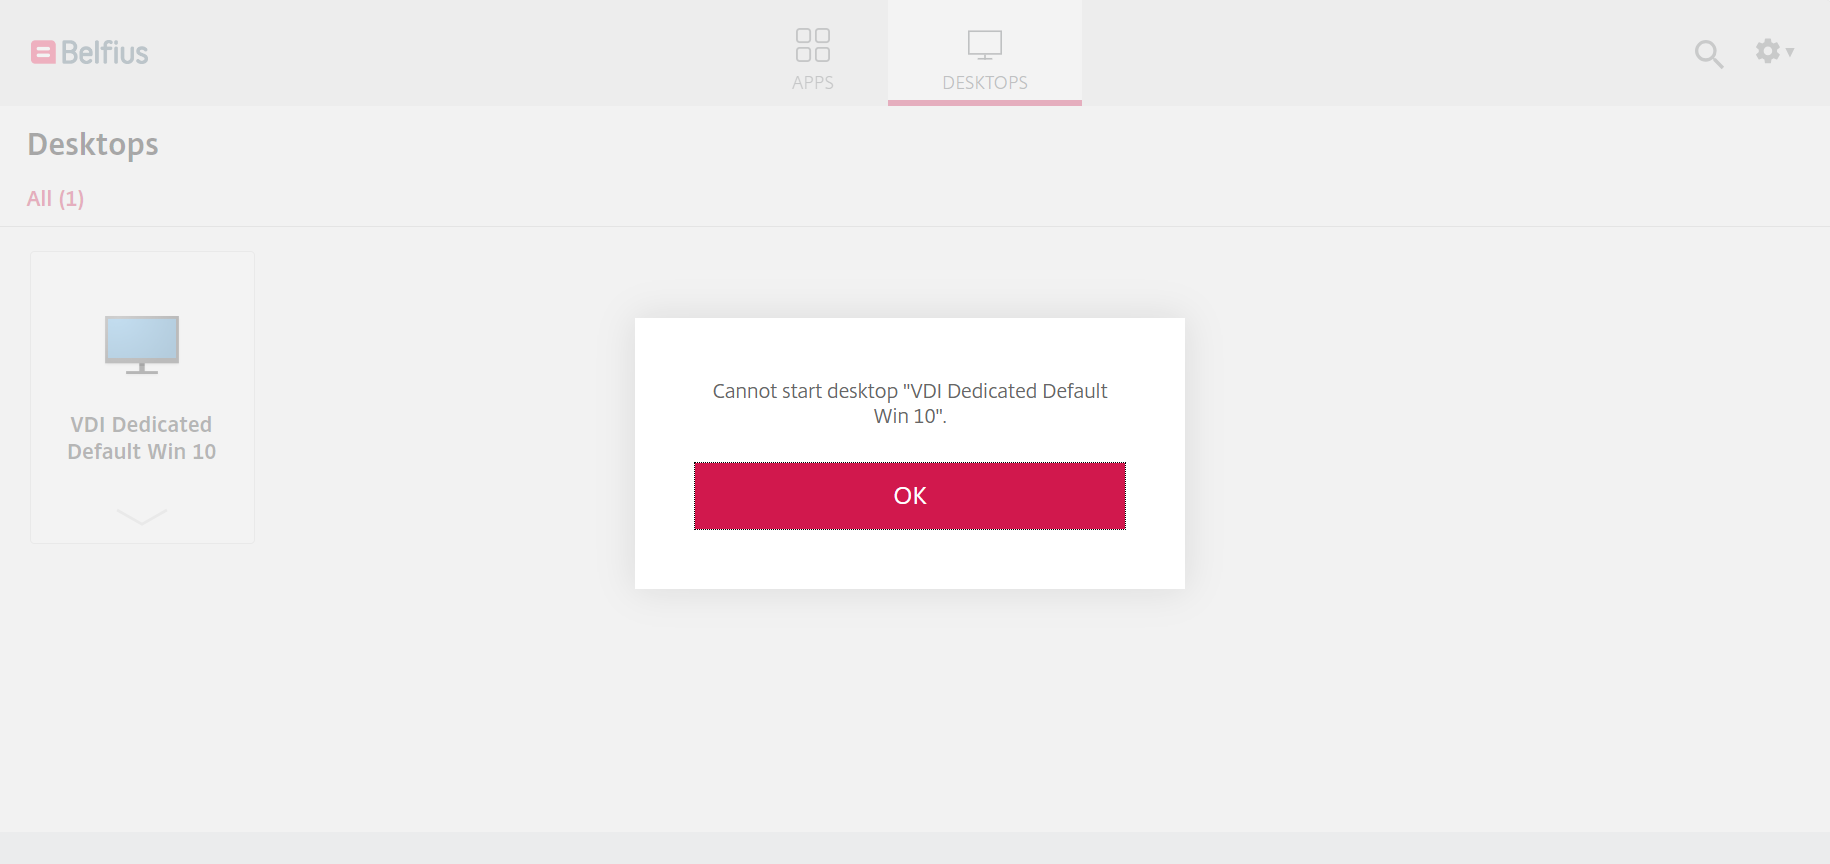 Belfius
APPS
DESKTOPS
Desktops
All (1)
VDI Dedicated
Default Win 10
Cannot start desktop "VDI Dedicated Default
Win 10".
OK